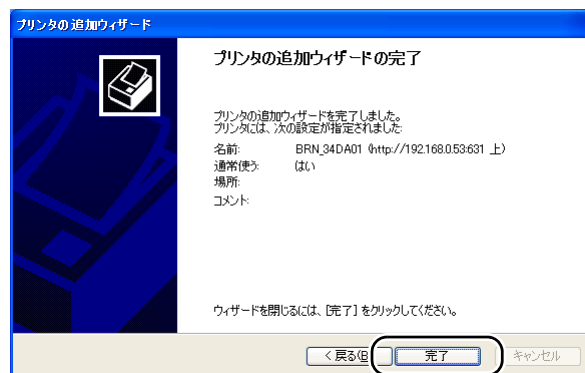 プリンタの追加ウィザード
プリンタの追加ウィザードの完了
プリンタの追加ウィザードを完了しました。
プリンタには、次の設定が指定されました:
名前: BRN_34DA01 (http://192.168.0.53:631 上)
通常使う: はい
場所:
コメント:
ウィザードを閉じるには、[完了] をクリックしてください。
< 戻る(B 完了 キャンセル